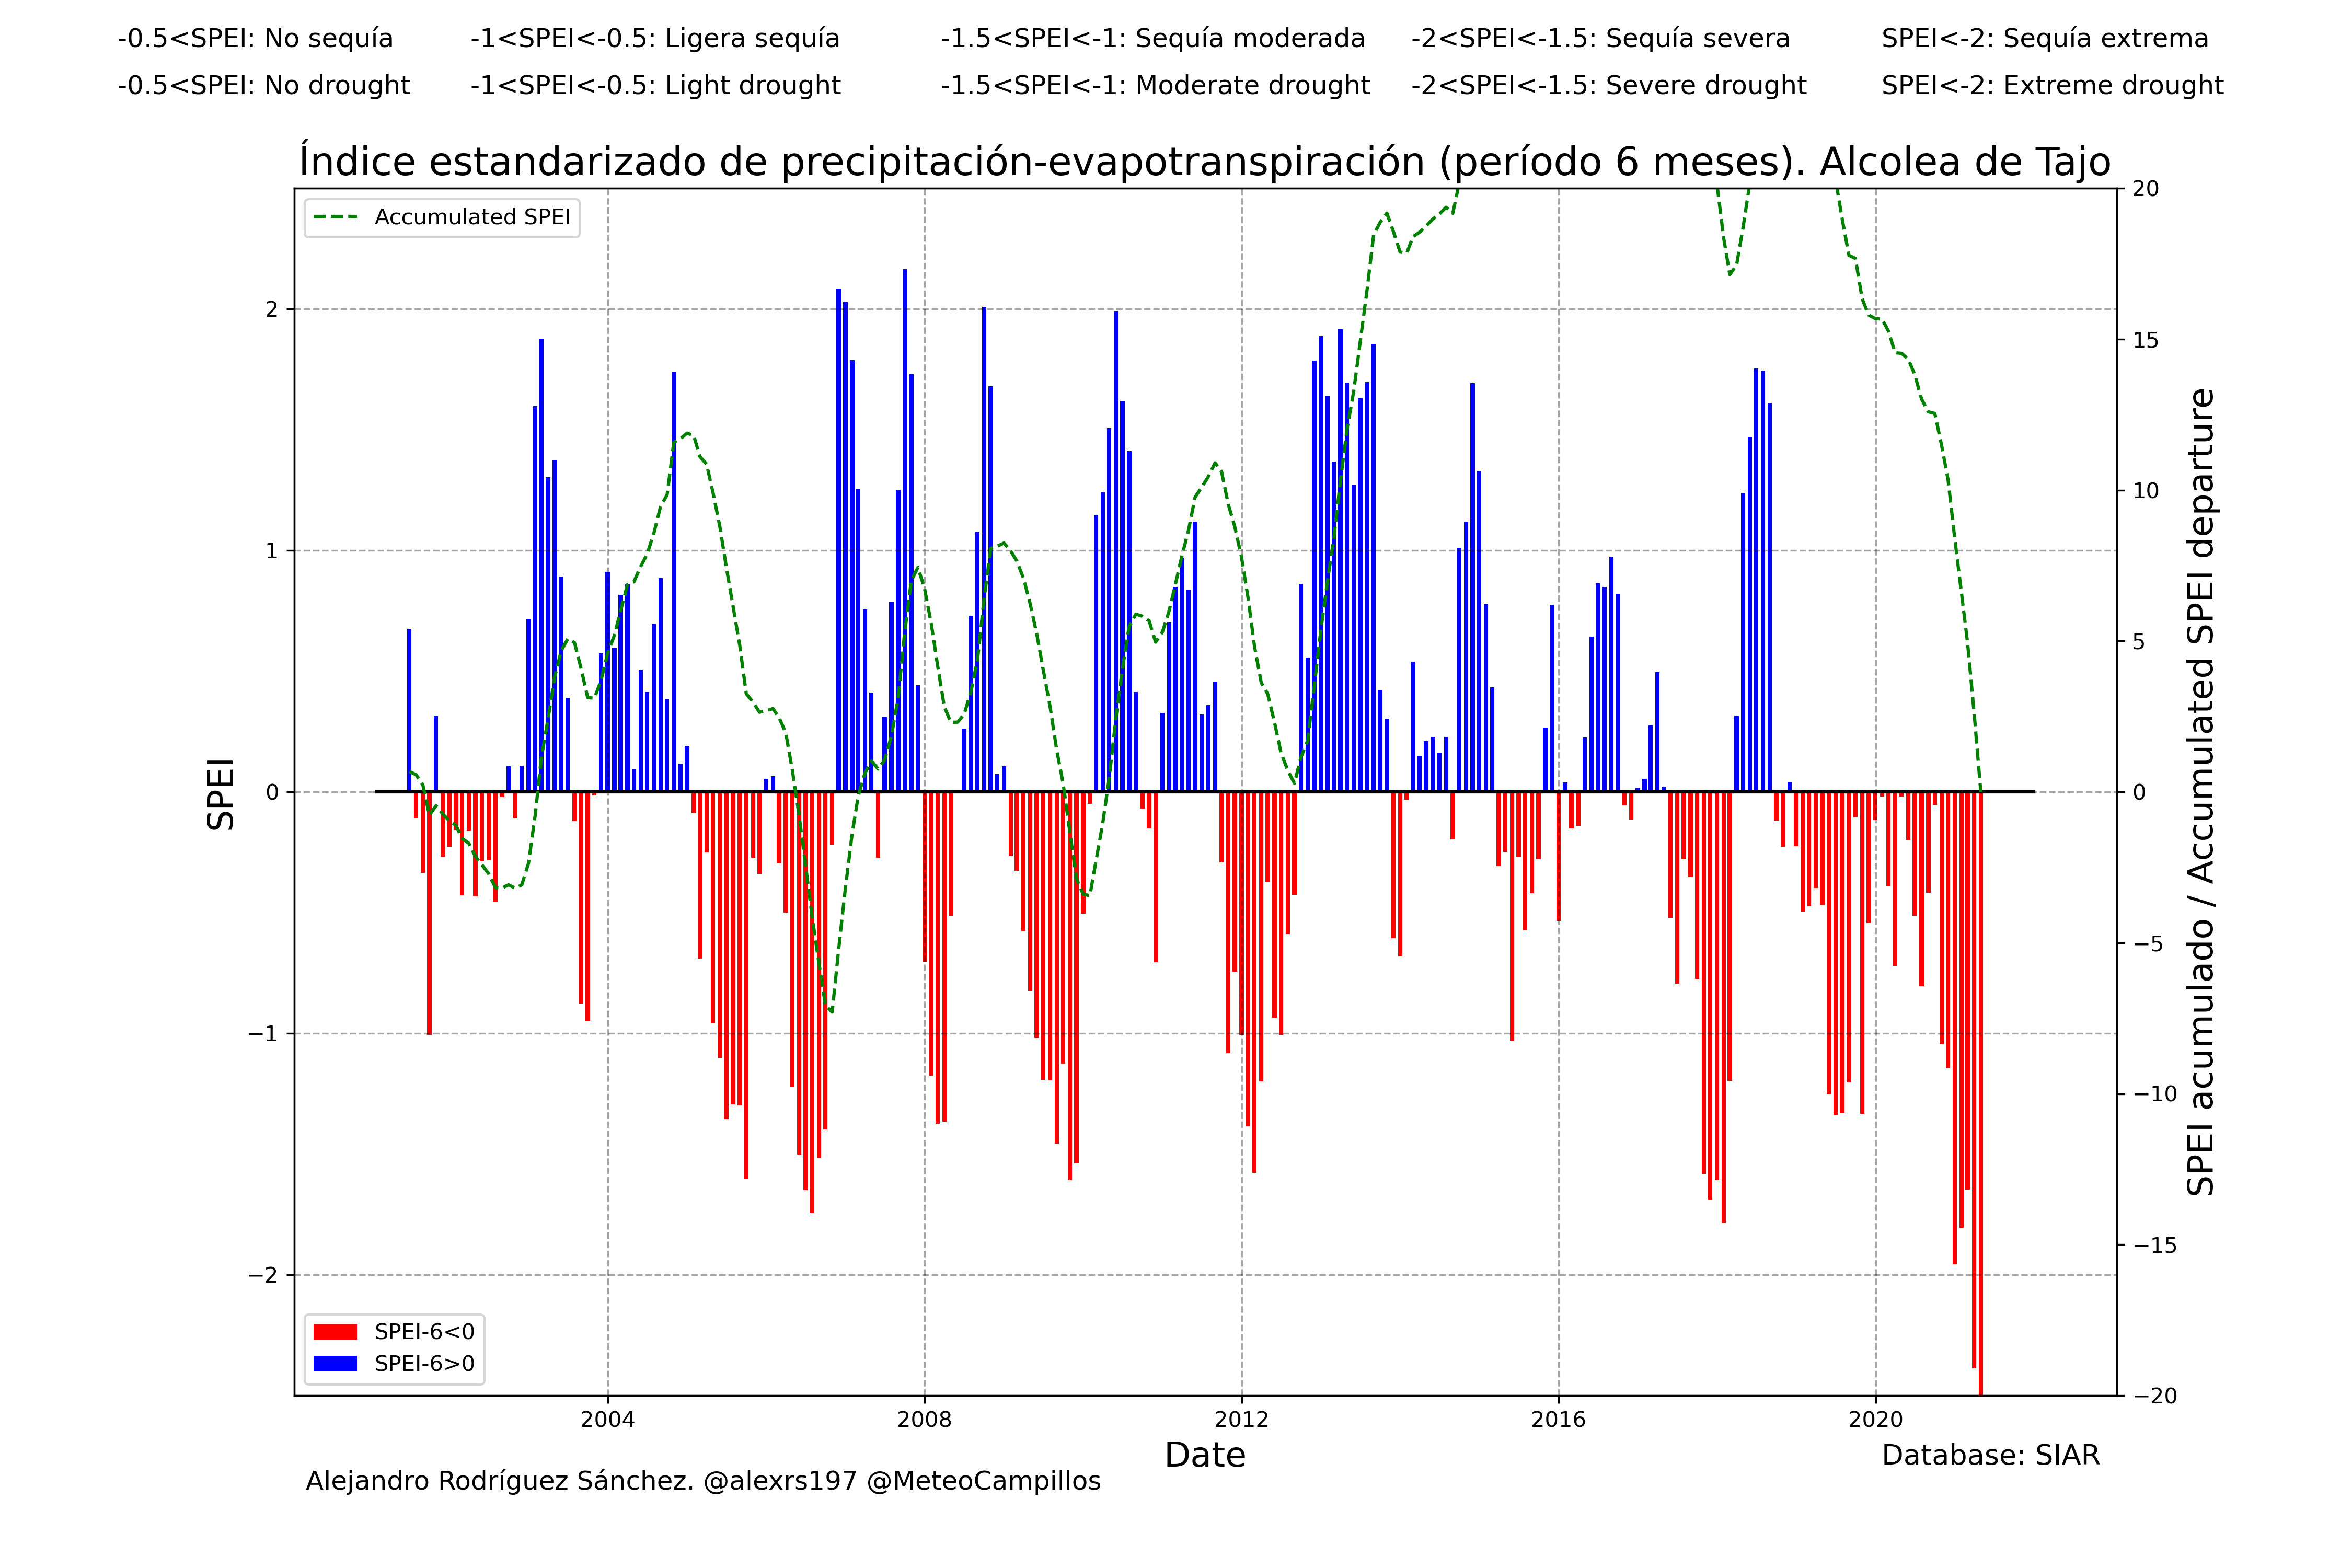 -0.5<SPEI: No sequía -1<SPEI<-0.5: Ligera sequía -1.5<SPEI<-1: Sequía moderada -2<SPEI<-1.5: Sequía severa SPEI<-2: Sequía extrema
-0.5<SPEI: No drought -1<SPEI<-0.5: Light drought -1.5<SPEI<-1: Moderate drought -2<SPEI<-1.5: Severe drought SPEI<-2: Extreme drought
Índice estandarizado de precipitación-evapotranspiración (período 6 meses). Alcolea de Tajo
Accumulated SPEI
SPEI
2
1
0
−1
−2
20
15
10
5
0
−5
−10
−15
−20
SPEI acumulado / Accumulated SPEI departure
SPEI-6<0
SPEI-6>0
2004 2008 2012 2016 2020
Date
Database: SIAR
Alejandro Rodríguez Sánchez. @alexrs197 @MeteoCampillos